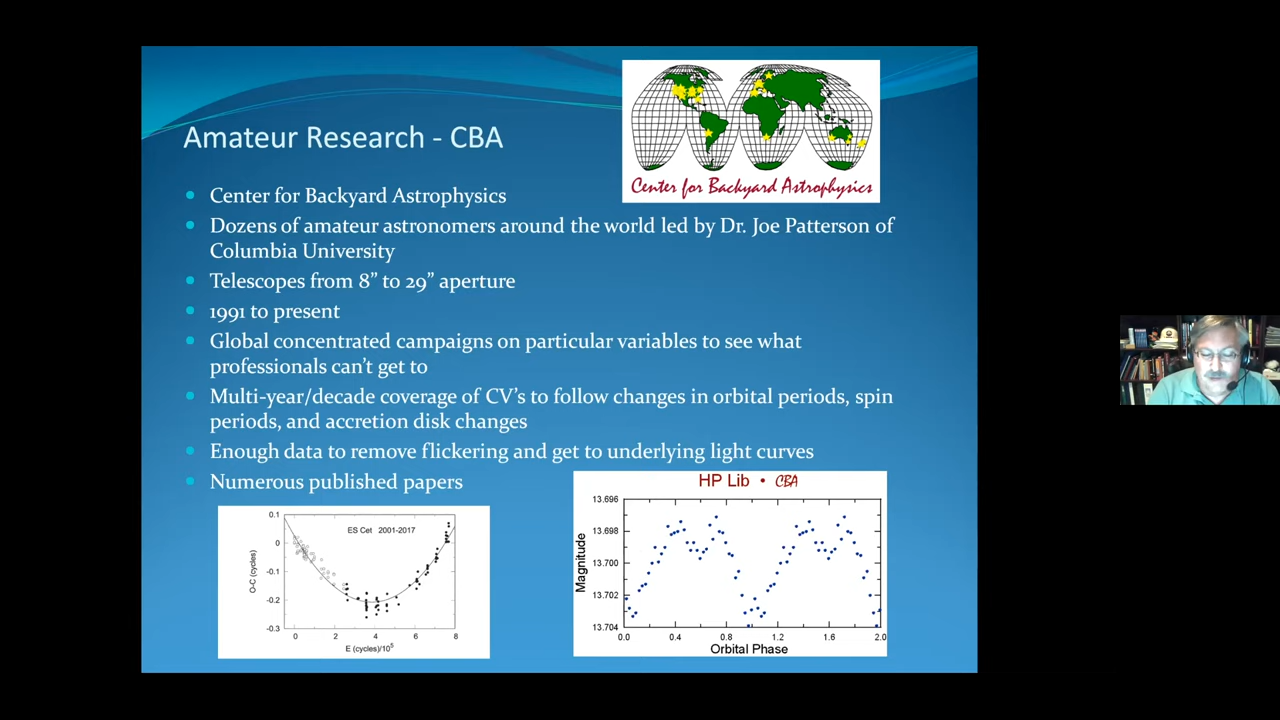 Amateur Research - CBA
Center for Backyard Astrophysics
Center for Backyard Astrophysics
Dozens of amateur astronomers around the world led by Dr. Joe Patterson of
Columbia University
Telescopes from 8” to 29” aperture
1991 to present
Global concentrated campaigns on particular variables to see what
professionals can’t get to
Multi-year/decade coverage of CV’s to follow changes in orbital periods, spin
periods, and accretion disk changes
Enough data to remove flickering and get to underlying light curves
Numerous published papers
ES Cet 2001-2017
O-C (cycles)
0.1
0
-0.1
-0.2
-0.3
0 2 4 6 8
E (cycles)/10⁵
HP Lib • CBA
Magnitude
13.696
13.698
13.700
13.702
13.704
0.0 0.4 0.8 1.2 1.6 2.0
Orbital Phase